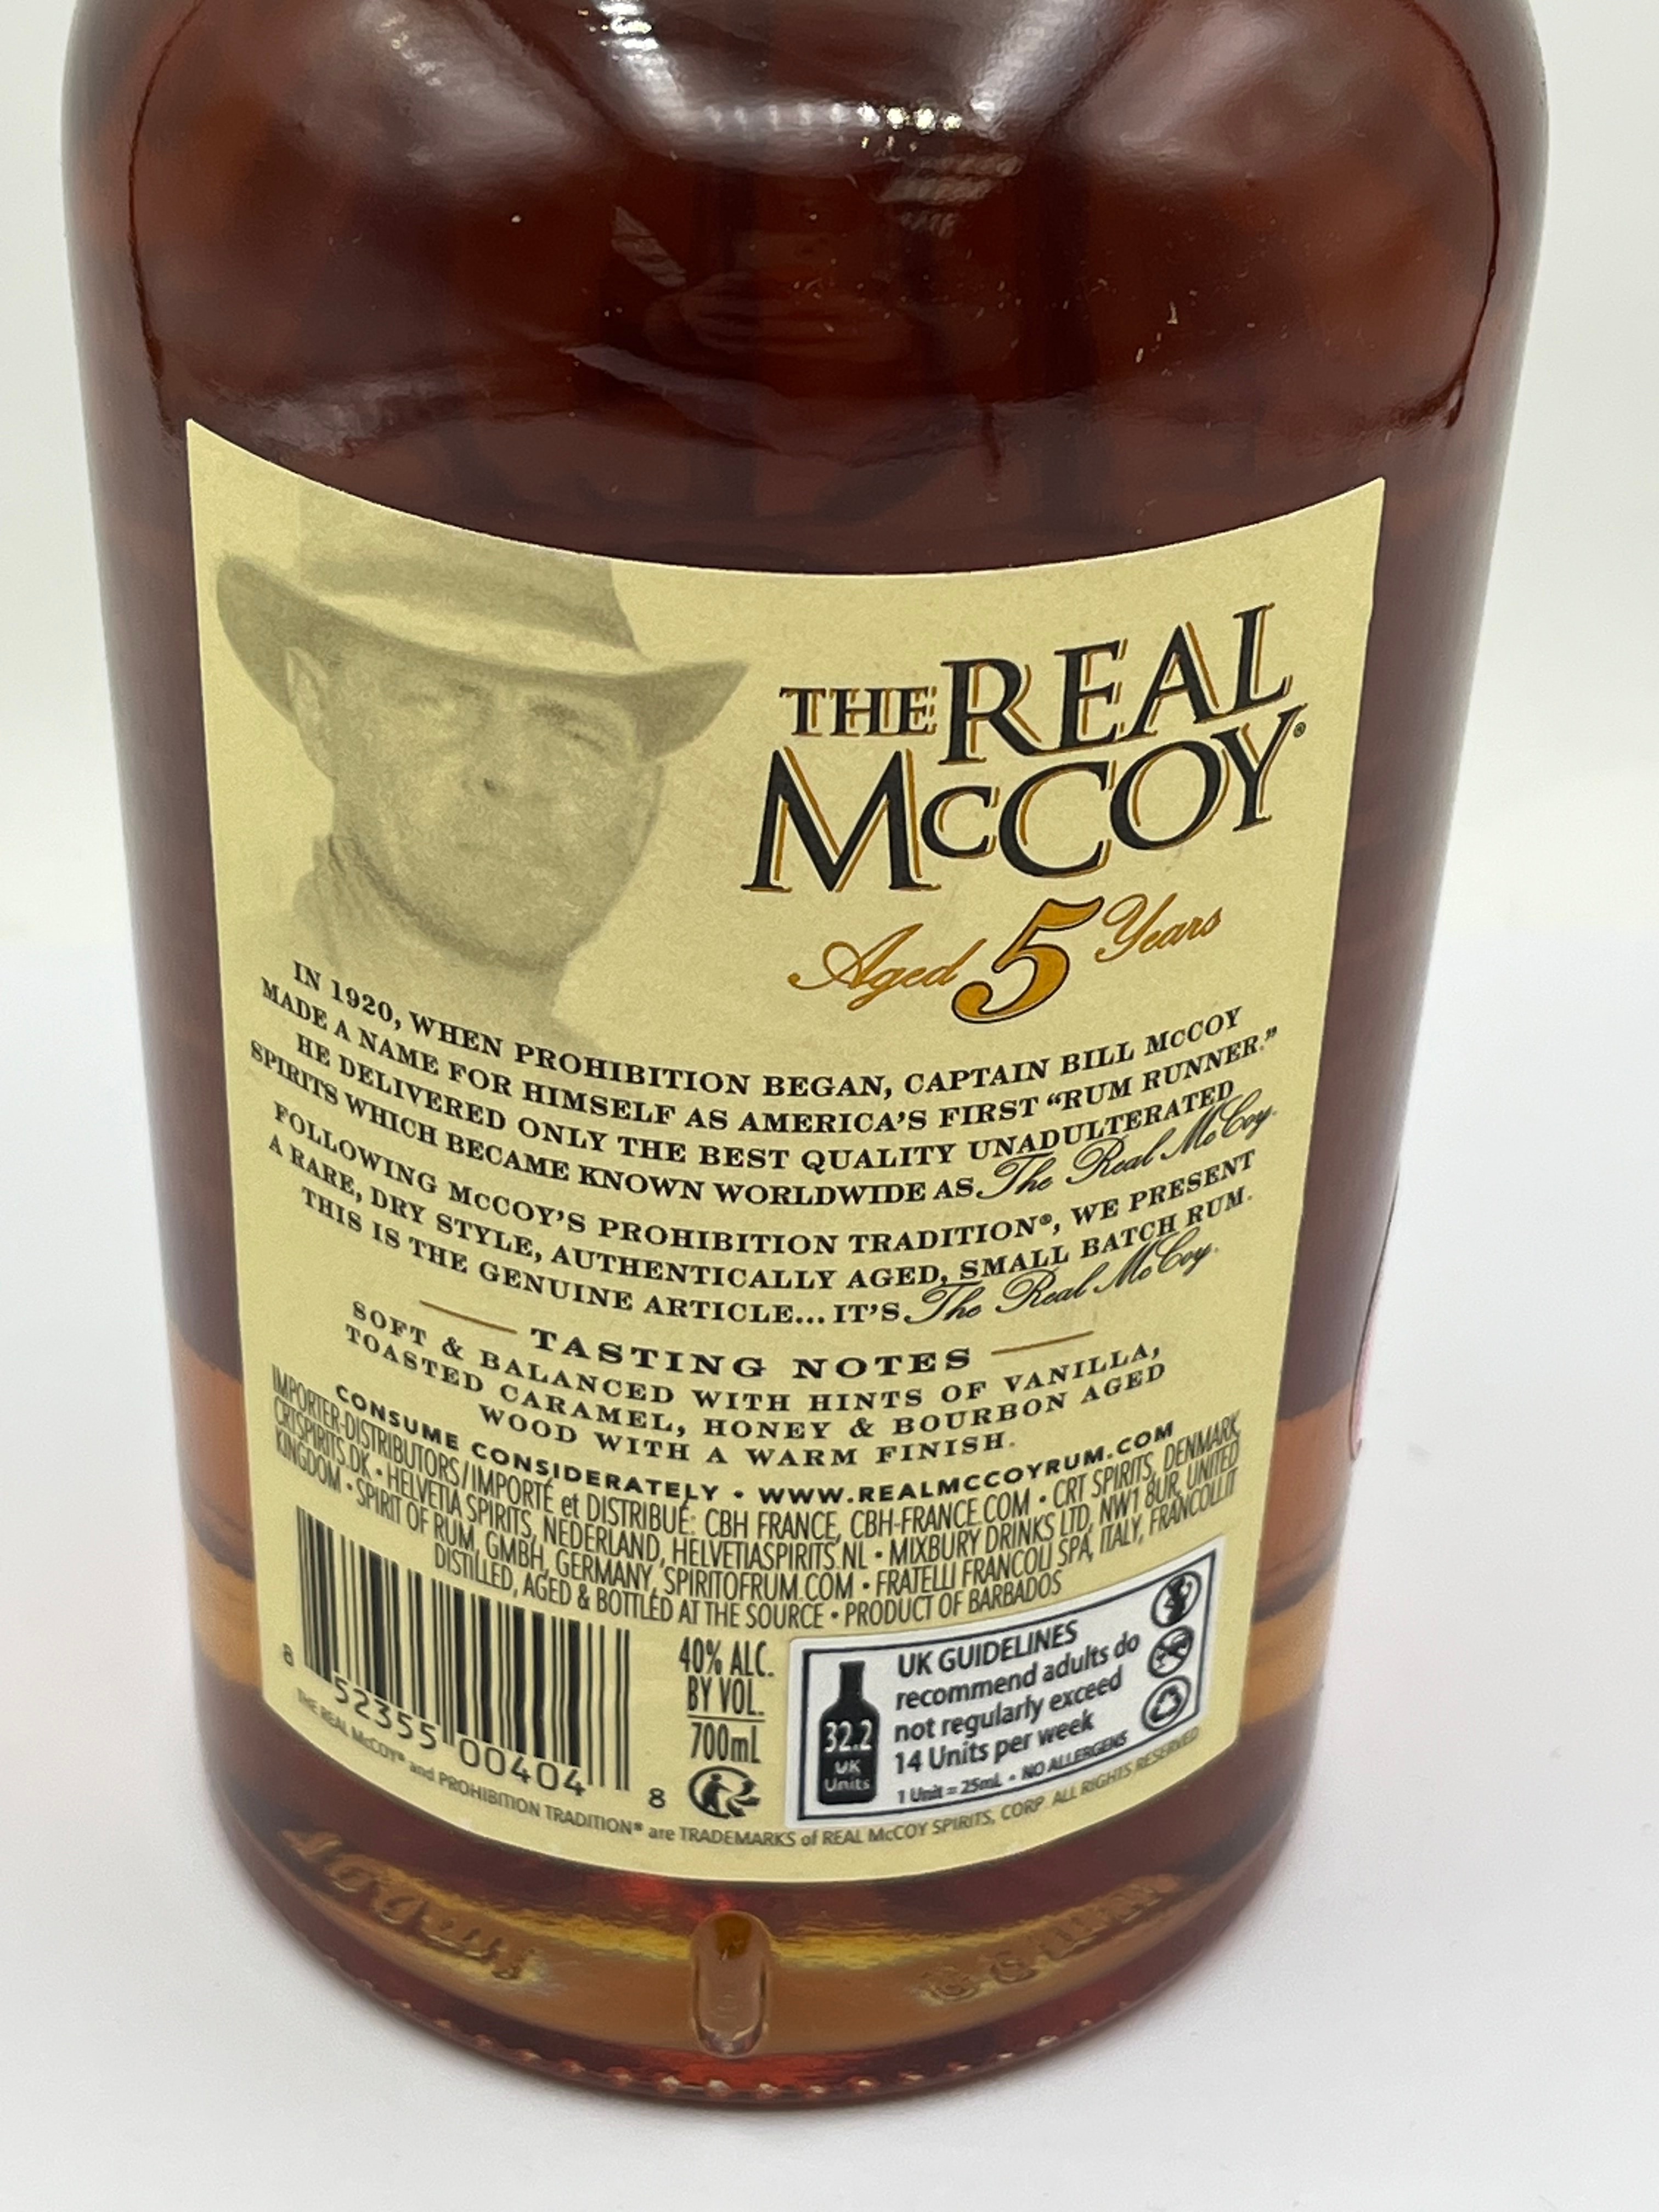 THE REAL
McCOY®
Aged 5 Years
IN 1920, WHEN PROHIBITION BEGAN, CAPTAIN BILL McCOY
MADE A NAME FOR HIMSELF AS AMERICA'S FIRST “RUM RUNNER.”
HE DELIVERED ONLY THE BEST QUALITY UNADULTERATED
SPIRITS WHICH BECAME KNOWN WORLDWIDE AS The Real McCoy.
FOLLOWING McCOY'S PROHIBITION TRADITION®, WE PRESENT
A RARE, DRY STYLE, AUTHENTICALLY AGED, SMALL BATCH RUM.
THIS IS THE GENUINE ARTICLE... IT'S The Real McCoy.
TASTING NOTES
SOFT & BALANCED WITH HINTS OF VANILLA,
TOASTED CARAMEL, HONEY & BOURBON AGED
WOOD WITH A WARM FINISH.
CONSUME CONSIDERATELY • WWW.REALMCCOYRUM.COM
IMPORTER-DISTRIBUTORS/IMPORTÉ et DISTRIBUÉ: CBH FRANCE, CBH-FRANCE.COM • CRT SPIRITS, DENMARK,
CRTSPIRITS.DK • HELVETIA SPIRITS, NEDERLAND, HELVETIASPIRITS.NL • MIXBURY DRINKS LTD, NW1 8UR, UNITED
KINGDOM • SPIRIT OF RUM, GMBH, GERMANY, SPIRITOFRUM.COM • FRATELLI FRANCOLI SPA, ITALY, FRANCOLI.IT
DISTILLED, AGED & BOTTLED AT THE SOURCE • PRODUCT OF BARBADOS
8 52355 00404 8
40% ALC.
BY VOL.
700mL
32.2
UK
Units
UK GUIDELINES
recommend adults do
not regularly exceed
14 Units per week
1 Unit = 25mL • NO ALLERGENS
THE REAL McCOY® and PROHIBITION TRADITION® are TRADEMARKS of REAL McCOY SPIRITS, CORP. ALL RIGHTS RESERVED